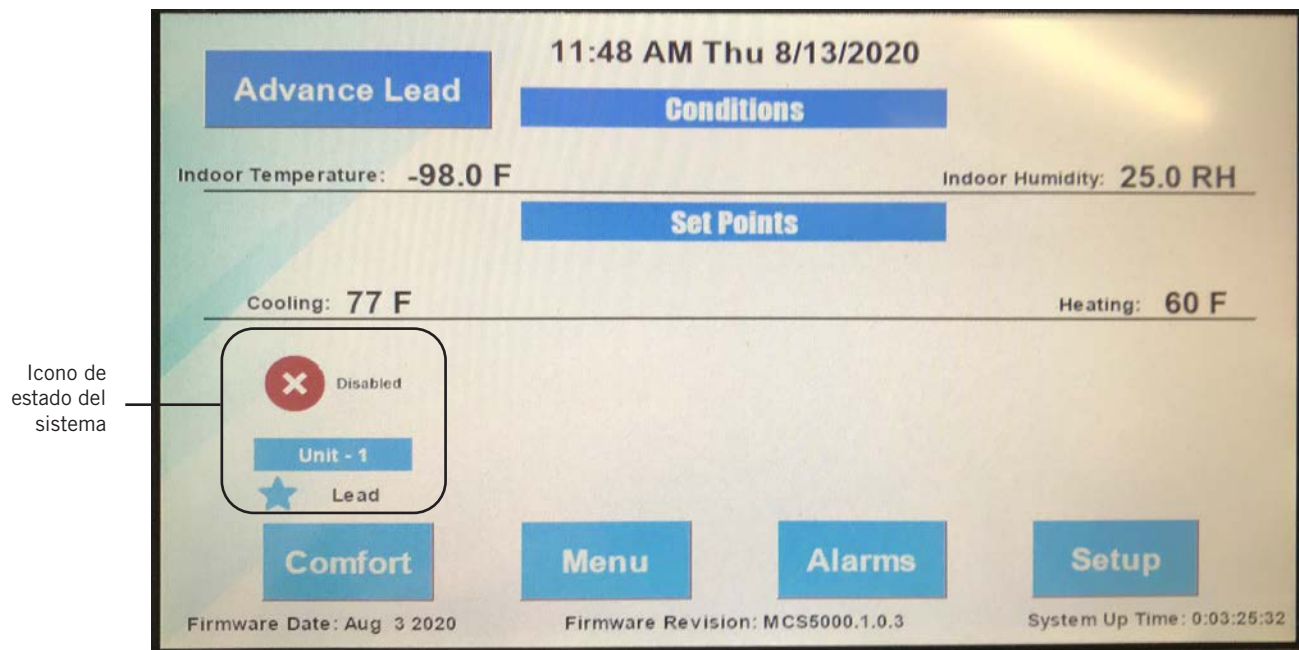 11:48 AM Thu 8/13/2020
Advance Lead
Conditions
Indoor Temperature: -98.0 F
Indoor Humidity: 25.0 RH
Set Points
Cooling: 77 F
Heating: 60 F
Icono de
estado del
sistema
Disabled
Unit - 1
Lead
Comfort
Menu
Alarms
Setup
Firmware Date: Aug 3 2020
Firmware Revision: MCS5000.1.0.3
System Up Time: 0:03:25:32